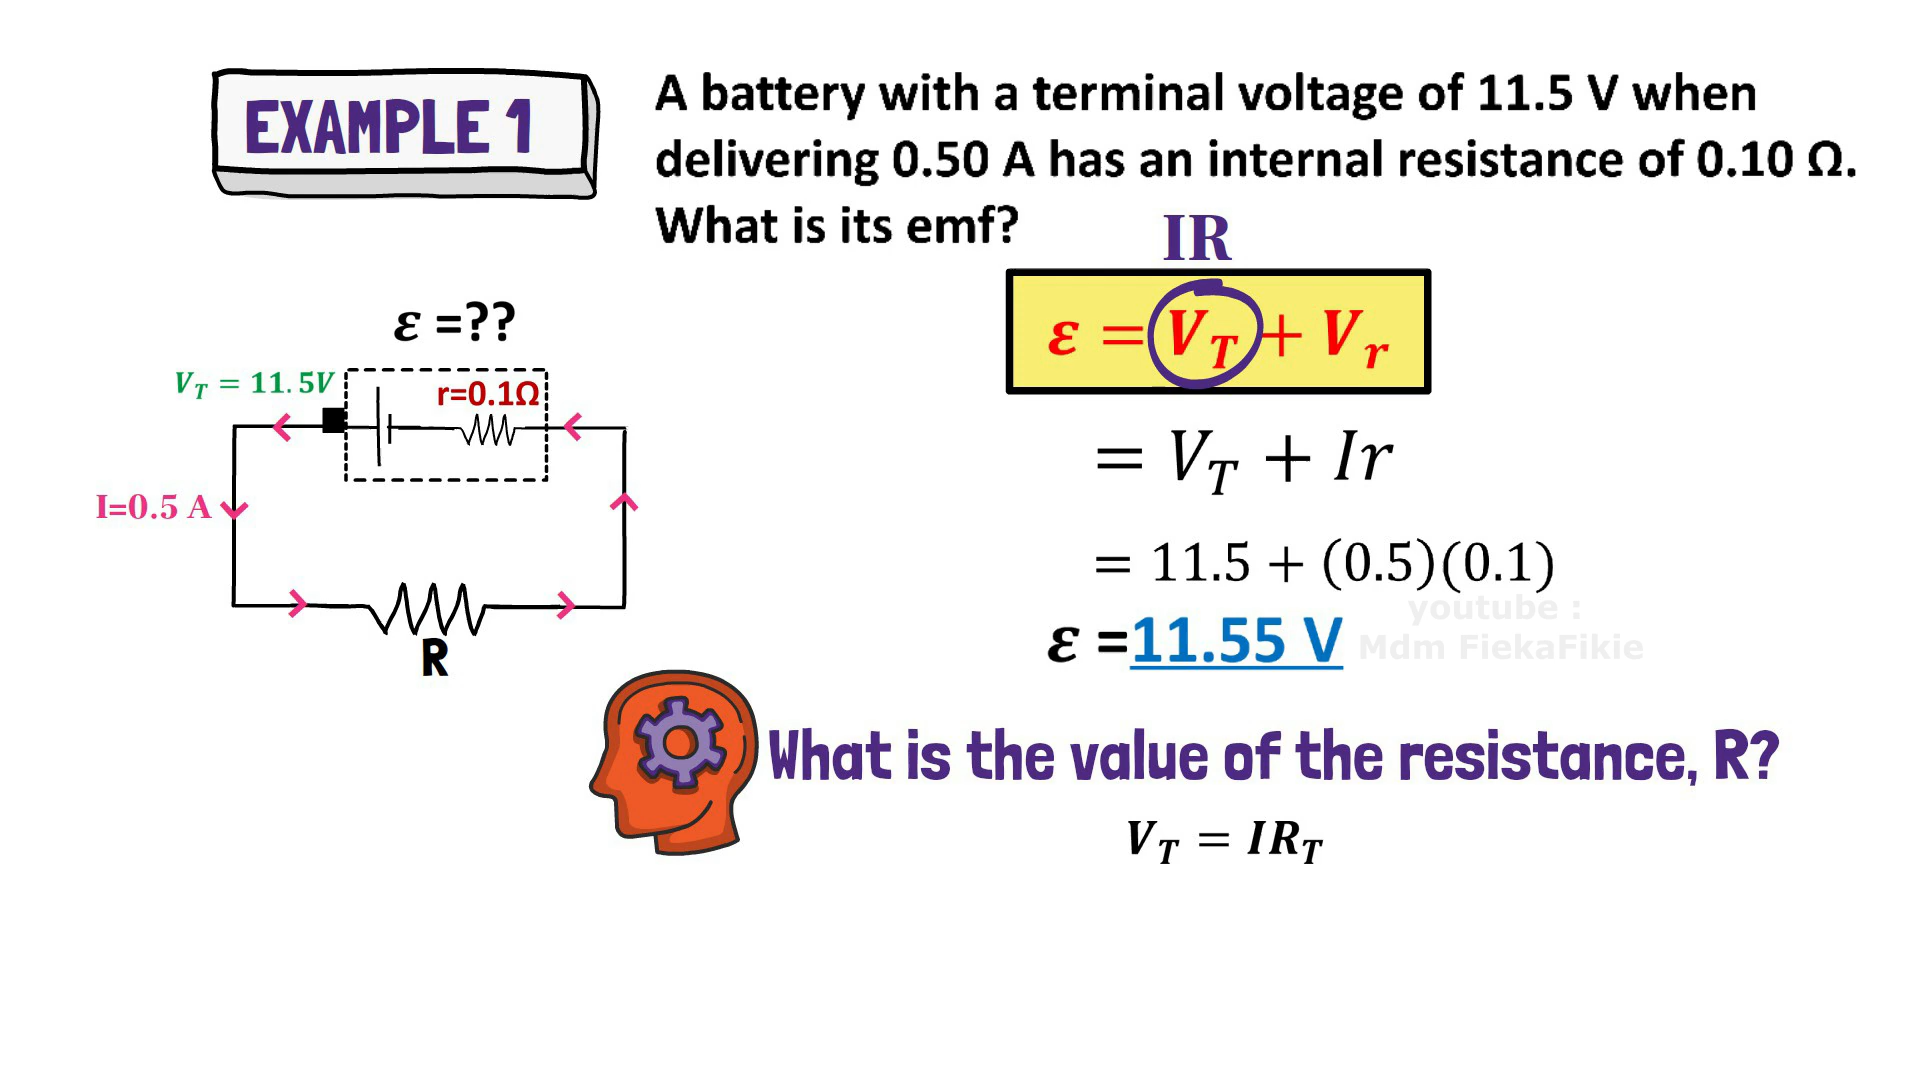 EXAMPLE 1
A battery with a terminal voltage of 11.5 V when
delivering 0.50 A has an internal resistance of 0.10 Ω.
What is its emf?
IR
ε = V_T + V_r
= V_T + Ir
= 11.5 + (0.5)(0.1)
ε =11.55 V
youtube :
Mdm FiekaFikie
ε =??
V_T = 11.5V
r=0.1Ω
I=0.5 A
R
What is the value of the resistance, R?
V_T = IR_T